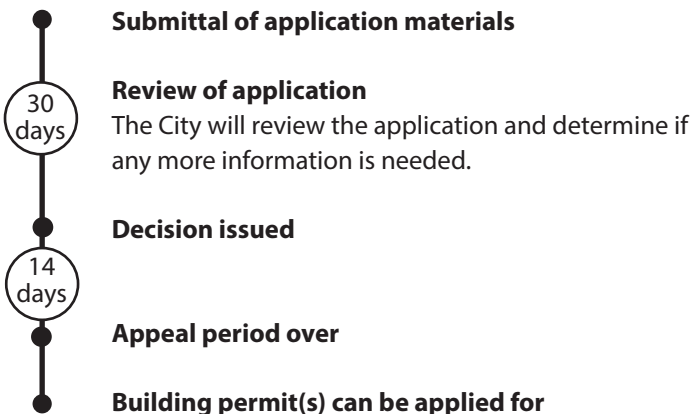 Submittal of application materials
30
days
Review of application
The City will review the application and determine if
any more information is needed.
Decision issued
14
days
Appeal period over
Building permit(s) can be applied for